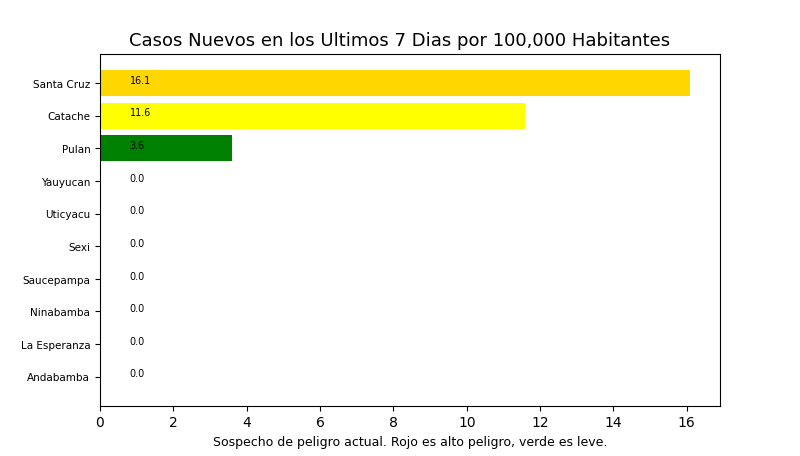 Casos Nuevos en los Ultimos 7 Dias por 100,000 Habitantes
Santa Cruz 16.1
Catache 11.6
Pulan 3.6
Yauyucan 0.0
Uticyacu 0.0
Sexi 0.0
Saucepampa 0.0
Ninabamba 0.0
La Esperanza 0.0
Andabamba 0.0
0 2 4 6 8 10 12 14 16
Sospecho de peligro actual. Rojo es alto peligro, verde es leve.